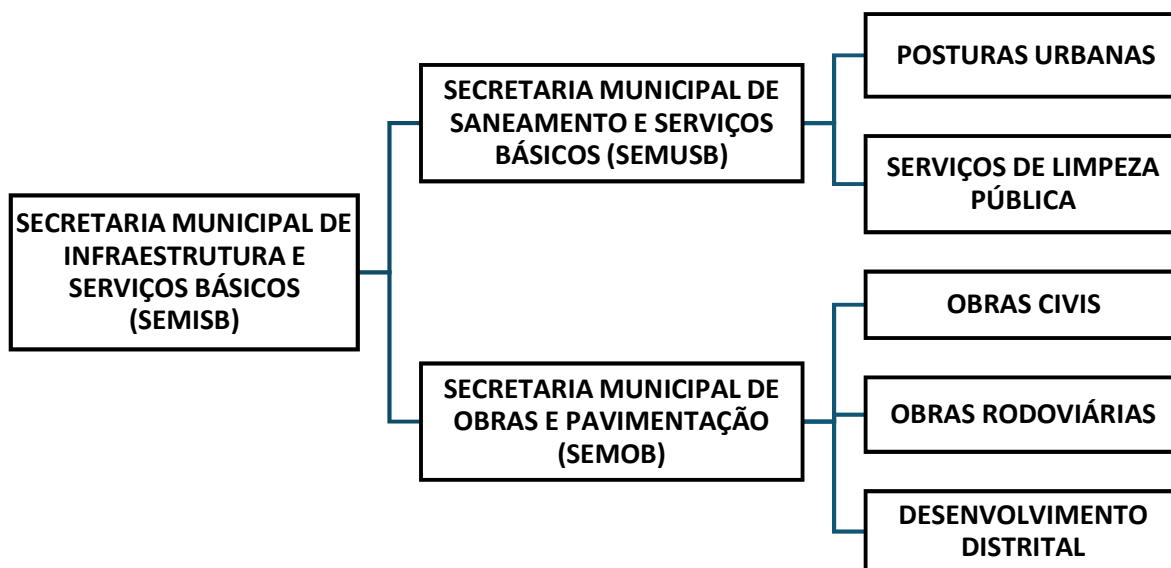 SECRETARIA MUNICIPAL DE
INFRAESTRUTURA E
SERVIÇOS BÁSICOS
(SEMISB)
SECRETARIA MUNICIPAL DE
SANEAMENTO E SERVIÇOS
BÁSICOS (SEMUSB)
POSTURAS URBANAS
SERVIÇOS DE LIMPEZA
PÚBLICA
SECRETARIA MUNICIPAL DE
OBRAS E PAVIMENTAÇÃO
(SEMOB)
OBRAS CIVIS
OBRAS RODOVIÁRIAS
DESENVOLVIMENTO
DISTRITAL